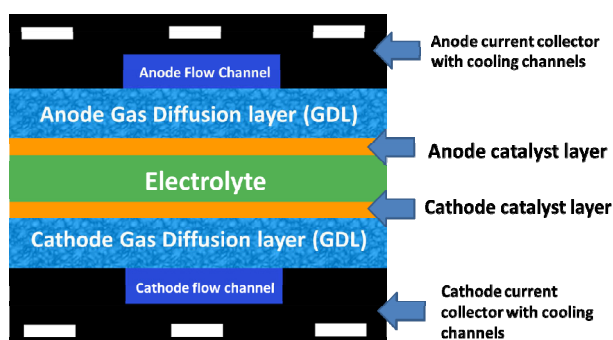 Anode current collector
with cooling channels
Anode Flow Channel
Anode Gas Diffusion layer (GDL)
Anode catalyst layer
Electrolyte
Cathode catalyst layer
Cathode Gas Diffusion layer (GDL)
Cathode flow channel
Cathode current
collector with cooling
channels